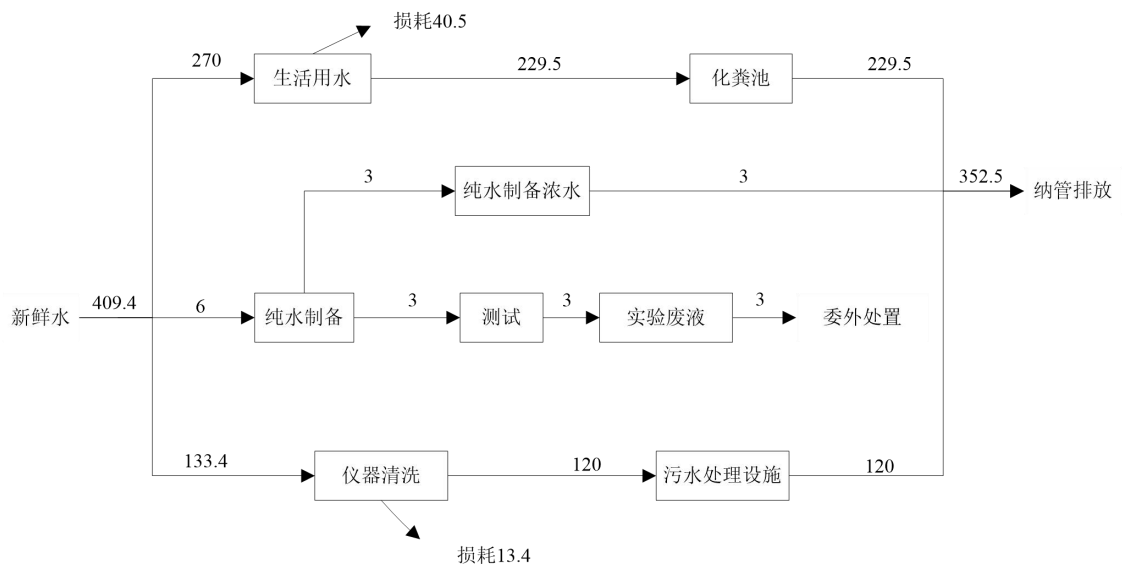 损耗40.5
270
生活用水
229.5
化粪池
229.5
3
纯水制备浓水
3
352.5
纳管排放
新鲜水
409.4
6
纯水制备
3
测试
3
实验废液
3
委外处置
133.4
仪器清洗
120
污水处理设施
120
损耗13.4